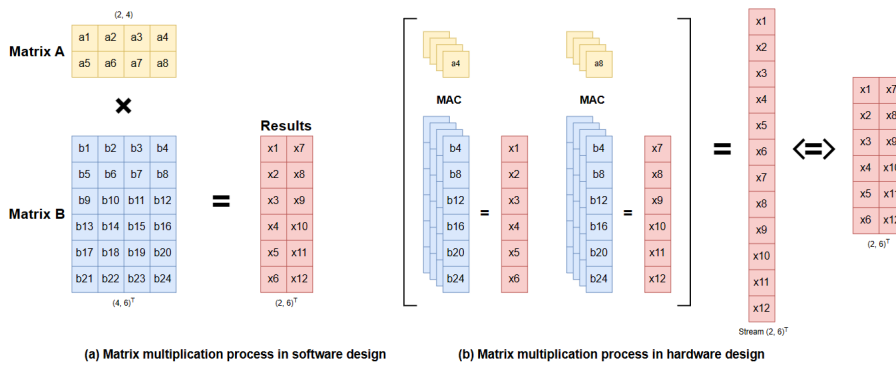 (2, 4)
Matrix A
a1 a2 a3 a4
a5 a6 a7 a8
×
Matrix B
b1 b2 b3 b4
b5 b6 b7 b8
b9 b10 b11 b12
b13 b14 b15 b16
b17 b18 b19 b20
b21 b22 b23 b24
(4, 6)ᵀ
=
Results
x1 x7
x2 x8
x3 x9
x4 x10
x5 x11
x6 x12
(2, 6)ᵀ
(a) Matrix multiplication process in software design
a4
MAC
b4
b8
b12
b16
b20
b24
=
x1
x2
x3
x4
x5
x6
a8
MAC
b4
b8
b12
b16
b20
b24
=
x7
x8
x9
x10
x11
x12
=
x1
x2
x3
x4
x5
x6
x7
x8
x9
x10
x11
x12
Stream (2, 6)ᵀ
<=>
x1 x7
x2 x8
x3 x9
x4 x10
x5 x11
x6 x12
(2, 6)ᵀ
(b) Matrix multiplication process in hardware design